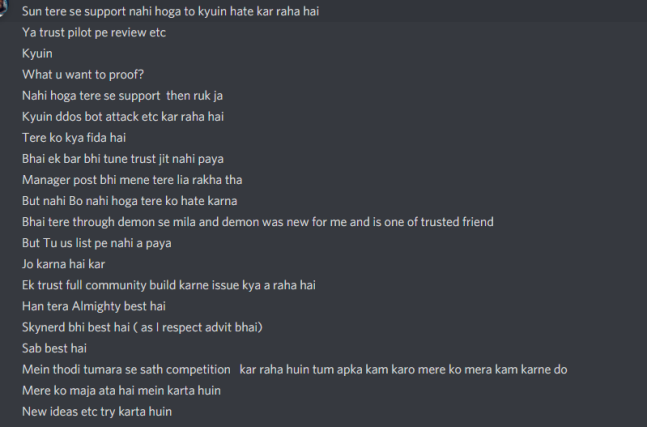 Sun tere se support nahi hoga to kyuin hate kar raha hai
Ya trust pilot pe review etc
Kyuin
What u want to proof?
Nahi hoga tere se support then ruk ja
Kyuin ddos bot attack etc kar raha hai
Tere ko kya fida hai
Bhai ek bar bhi tune trust jit nahi paya
Manager post bhi mene tere lia rakha tha
But nahi Bo nahi hoga tere ko hate karna
Bhai tere through demon se mila and demon was new for me and is one of trusted friend
But Tu us list pe nahi a paya
Jo karna hai kar
Ek trust full community build karne issue kya a raha hai
Han tera Almighty best hai
Skynerd bhi best hai ( as I respect advit bhai)
Sab best hai
Mein thodi tumara se sath competition kar raha huin tum apka kam karo mere ko mera kam karne do
Mere ko maja ata hai mein karta huin
New ideas etc try karta huin